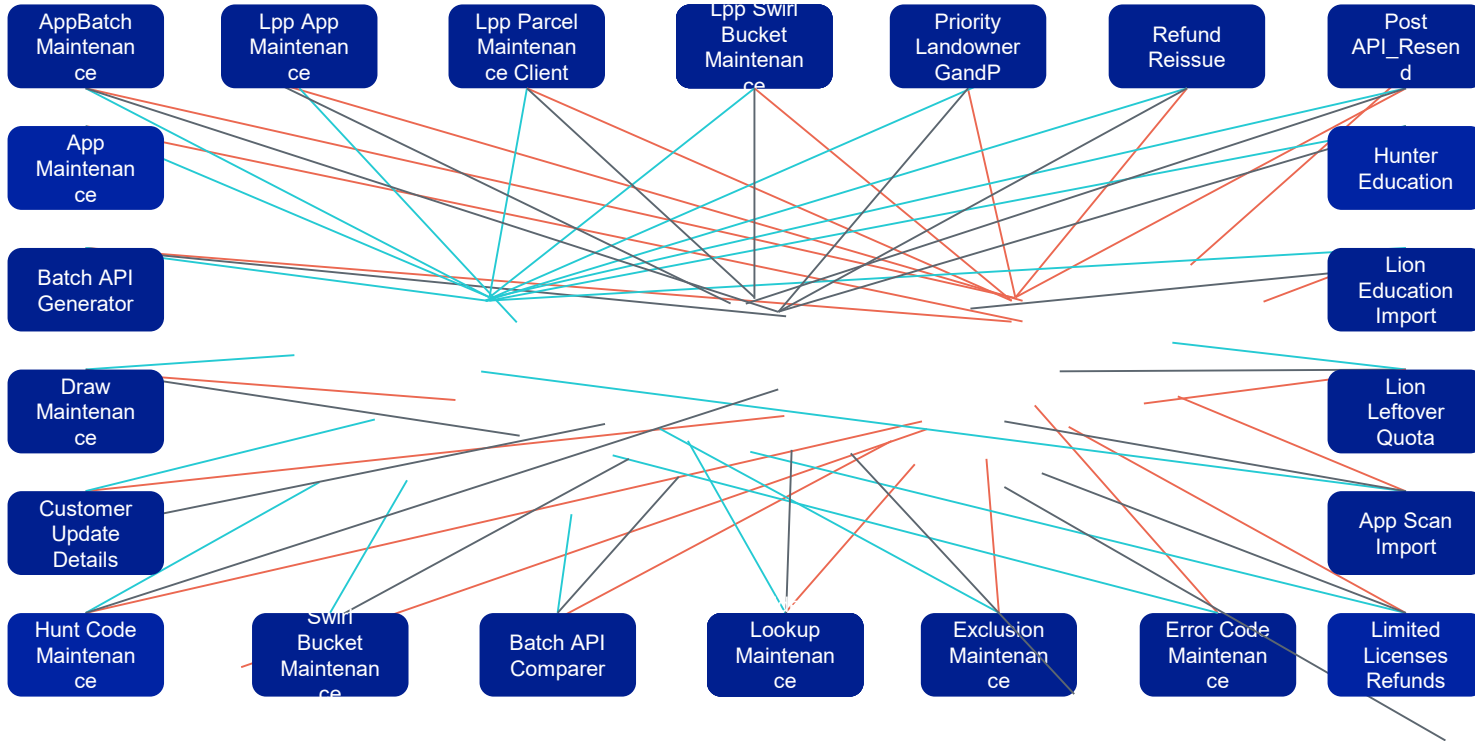 AppBatch
Maintenan
ce
Lpp App
Maintenan
ce
Lpp Parcel
Maintenan
ce Client
Lpp Swirl
Bucket
Maintenan
ce
Priority
Landowner
GandP
Refund
Reissue
Post
API_Resen
d
App
Maintenan
ce
Hunter
Education
Batch API
Generator
Lion
Education
Import
Draw
Maintenan
ce
Lion
Leftover
Quota
Customer
Update
Details
App Scan
Import
Hunt Code
Maintenan
ce
Swirl
Bucket
Maintenan
ce
Batch API
Comparer
Lookup
Maintenan
ce
Exclusion
Maintenan
ce
Error Code
Maintenan
ce
Limited
Licenses
Refunds